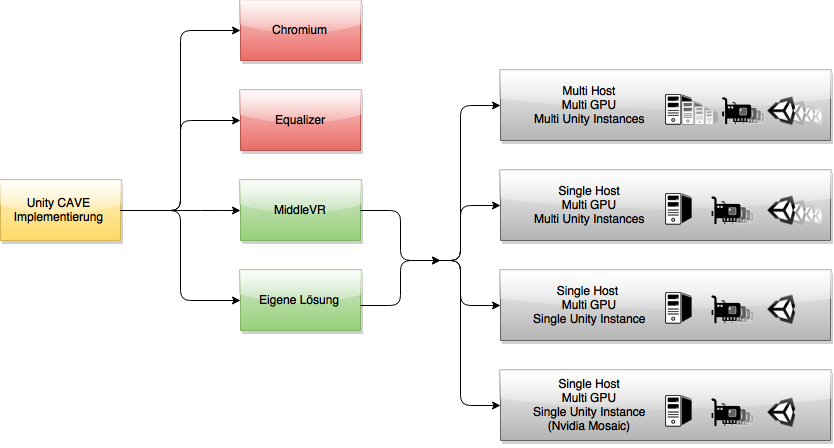 Chromium
Equalizer
Unity CAVE
Implementierung
MiddleVR
Eigene Lösung
Multi Host
Multi GPU
Multi Unity Instances
Single Host
Multi GPU
Multi Unity Instances
Single Host
Multi GPU
Single Unity Instance
Single Host
Multi GPU
Single Unity Instance
(Nvidia Mosaic)